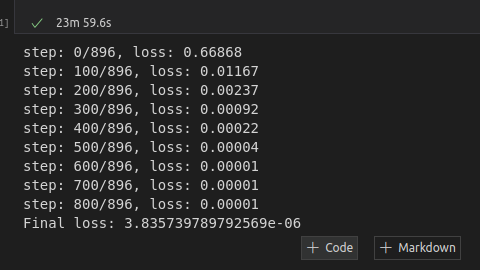 1]
23m 59.6s
step: 0/896, loss: 0.66868
step: 100/896, loss: 0.01167
step: 200/896, loss: 0.00237
step: 300/896, loss: 0.00092
step: 400/896, loss: 0.00022
step: 500/896, loss: 0.00004
step: 600/896, loss: 0.00001
step: 700/896, loss: 0.00001
step: 800/896, loss: 0.00001
Final loss: 3.835739789792569e-06
+ Code + Markdown